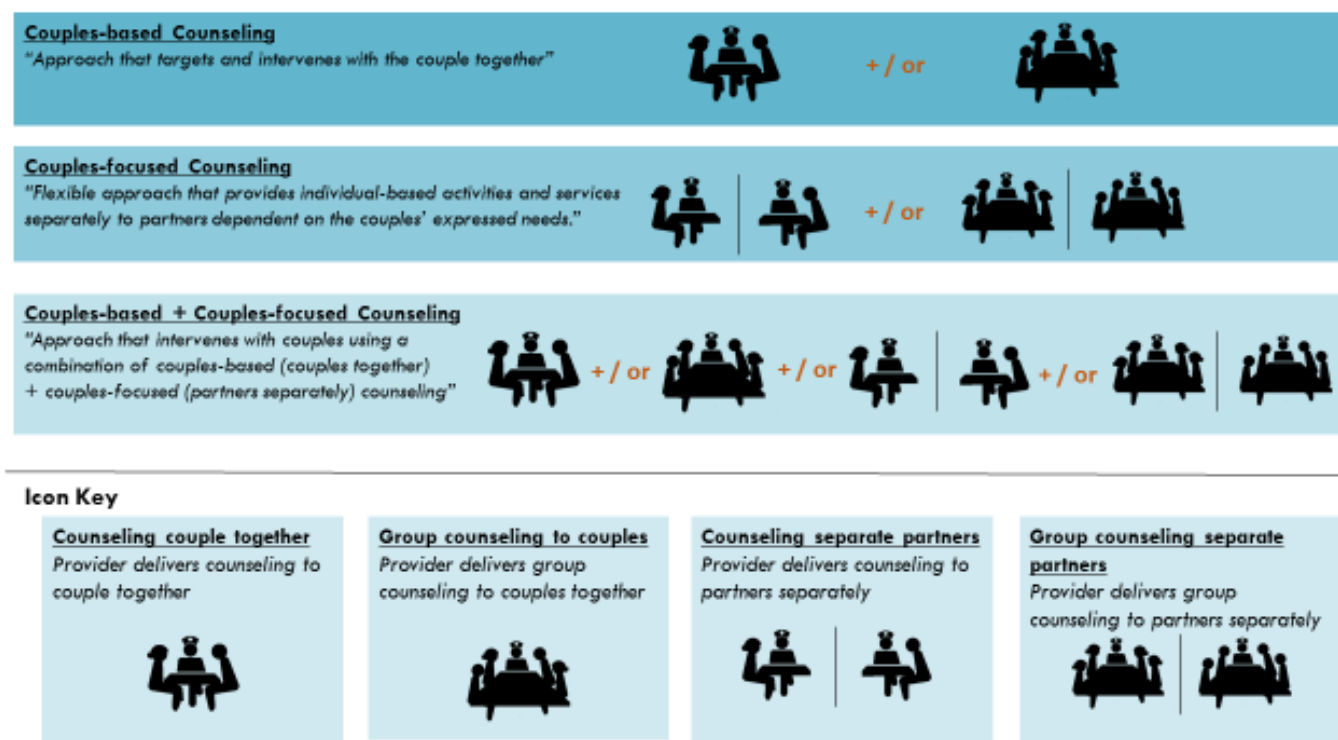 Couples-based Counseling
"Approach that targets and intervenes with the couple together"
+ / or
Couples-focused Counseling
"Flexible approach that provides individual-based activities and services
separately to partners dependent on the couples' expressed needs."
+ / or
Couples-based + Couples-focused Counseling
"Approach that intervenes with couples using a
combination of couples-based (couples together)
+ couples-focused (partners separately) counseling"
+ / or
+ / or
+ / or
Icon Key
Counseling couple together
Provider delivers counseling to
couple together
Group counseling to couples
Provider delivers group
counseling to couples together
Counseling separate partners
Provider delivers counseling to
partners separately
Group counseling separate
partners
Provider delivers group
counseling to partners separately